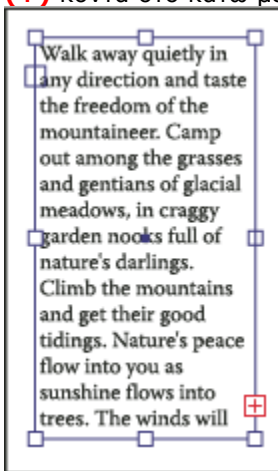 Walk away quietly in
any direction and taste
the freedom of the
mountaineer. Camp
out among the grasses
and gentians of glacial
meadows, in craggy
garden nooks full of
nature's darlings.
Climb the mountains
and get their good
tidings. Nature's peace
flow into you as
sunshine flows into
trees. The winds will